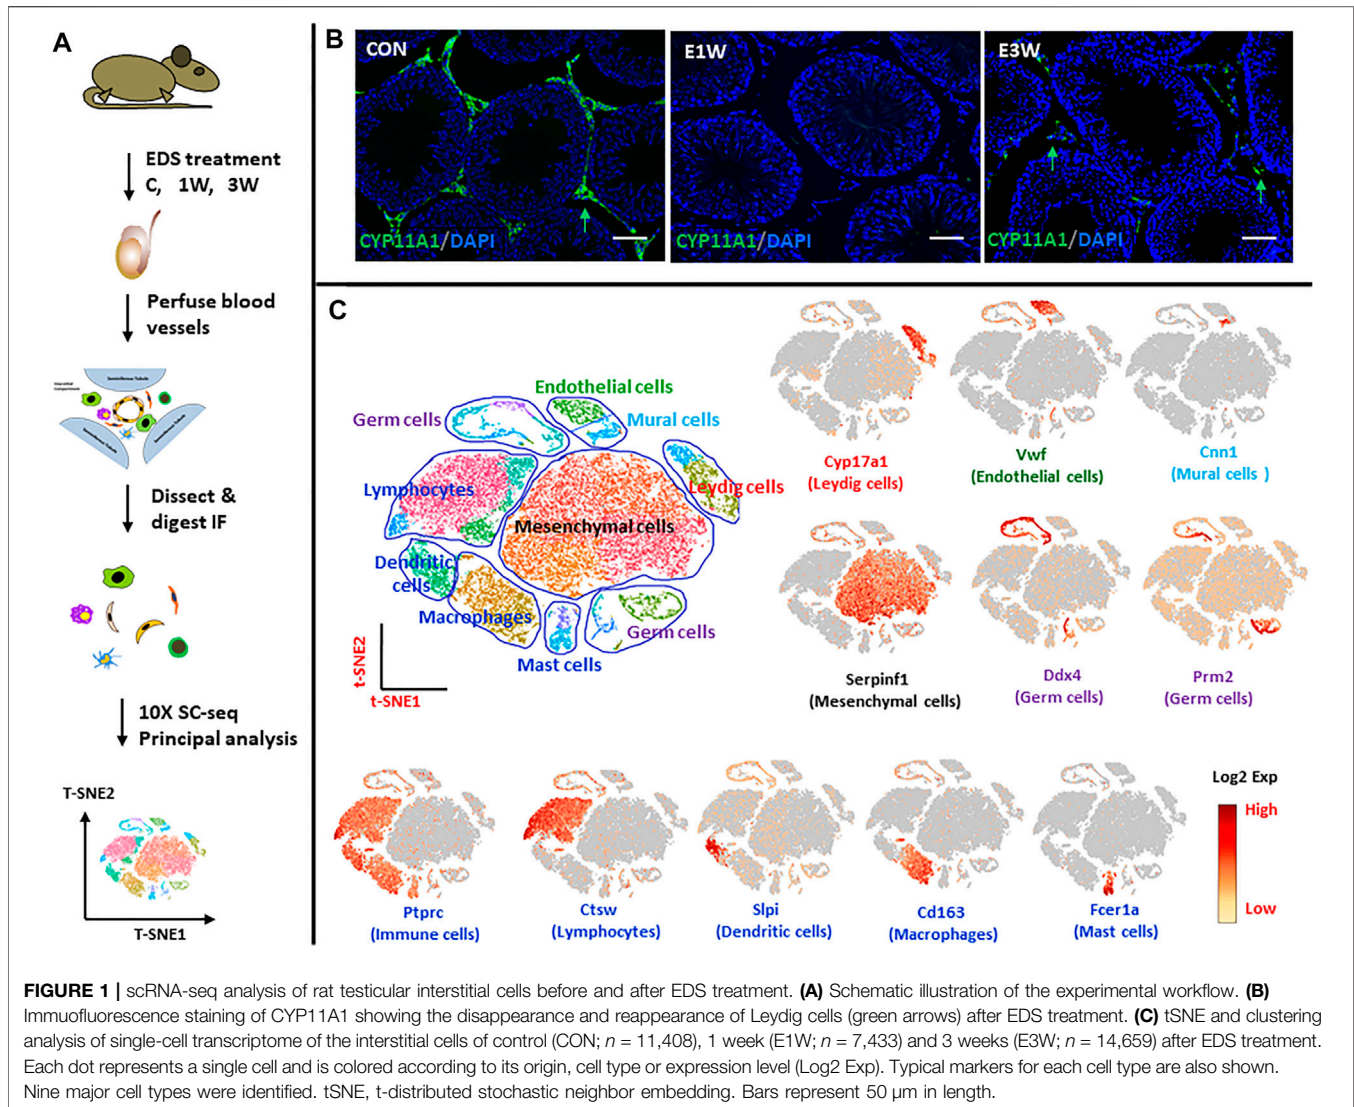 A
EDS treatment
C, 1W, 3W
Perfuse blood
vessels
Seminiferous Tubule
Interstitial
Compartment
Seminiferous Tubule
Seminiferous Tubule
Dissect &
digest IF
10X SC-seq
Principal analysis
T-SNE2
T-SNE1
B
CON
CYP11A1/DAPI
E1W
CYP11A1/DAPI
E3W
CYP11A1/DAPI
C
Endothelial cells
Germ cells
Mural cells
Lymphocytes
Leydig cells
Mesenchymal cells
Dendritic
cells
Macrophages
Germ cells
Mast cells
t-SNE2
t-SNE1
Cyp17a1
(Leydig cells)
Vwf
(Endothelial cells)
Cnn1
(Mural cells )
Serpinf1
(Mesenchymal cells)
Ddx4
(Germ cells)
Prm2
(Germ cells)
Ptprc
(Immune cells)
Ctsw
(Lymphocytes)
Slpi
(Dendritic cells)
Cd163
(Macrophages)
Fcer1a
(Mast cells)
Log2 Exp
High
Low
FIGURE 1 | scRNA-seq analysis of rat testicular interstitial cells before and after EDS treatment. (A) Schematic illustration of the experimental workflow. (B)
Immuofluorescence staining of CYP11A1 showing the disappearance and reappearance of Leydig cells (green arrows) after EDS treatment. (C) tSNE and clustering
analysis of single-cell transcriptome of the interstitial cells of control (CON; n = 11,408), 1 week (E1W; n = 7,433) and 3 weeks (E3W; n = 14,659) after EDS treatment.
Each dot represents a single cell and is colored according to its origin, cell type or expression level (Log2 Exp). Typical markers for each cell type are also shown.
Nine major cell types were identified. tSNE, t-distributed stochastic neighbor embedding. Bars represent 50 µm in length.